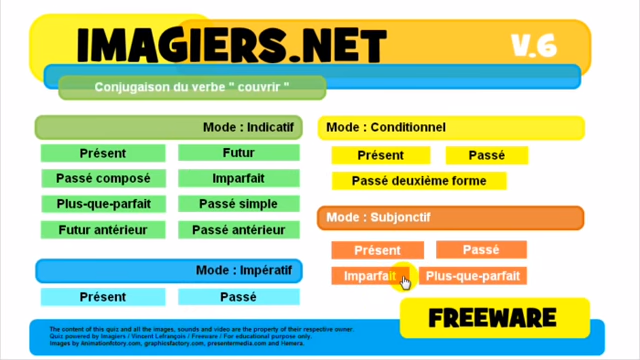 IMAGIERS.NET
V.6
Conjugaison du verbe " couvrir "
Mode : Indicatif
Présent
Futur
Passé composé
Imparfait
Plus-que-parfait
Passé simple
Futur antérieur
Passé antérieur
Mode : Impératif
Présent
Passé
Mode : Conditionnel
Présent
Passé
Passé deuxième forme
Mode : Subjonctif
Présent
Passé
Imparfait
Plus-que-parfait
FREEWARE
The content of this quiz and all the images, sounds and video are the property of their respective owner.
Quiz powered by Imagiers / Vincent Lefrançois / Freeware / For educational purpose only.
Images by Animationfctory.com, graphicsfactory.com, presentermedia.com and